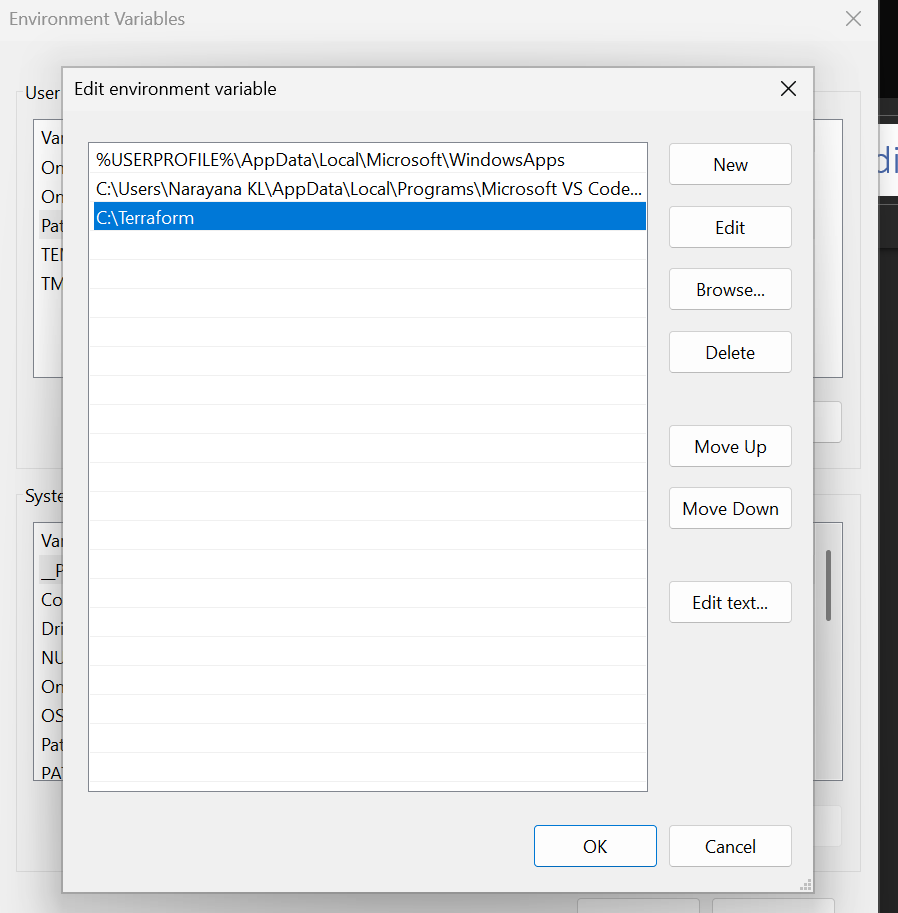 Environment Variables
Edit environment variable
User
Var
On
On
Pat
TEM
TM
%USERPROFILE%\AppData\Local\Microsoft\WindowsApps
C:\Users\Narayana KL\AppData\Local\Programs\Microsoft VS Code...
C:\Terraform
New
Edit
Browse...
Delete
Move Up
Move Down
Edit text...
Syste
Var
__P
Co
Dri
NU
On
OS
Pat
PAT
OK
Cancel
di